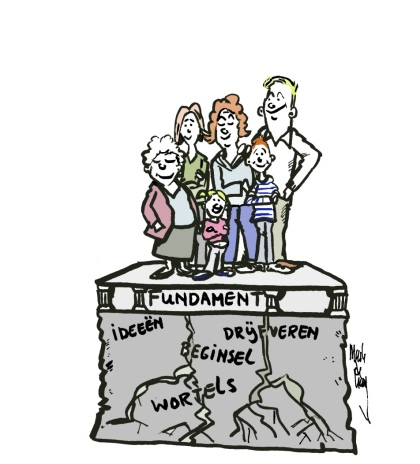 FUNDAMENT
iDEEËN DRIJFVEREN
BEGINSEL
WORTELS